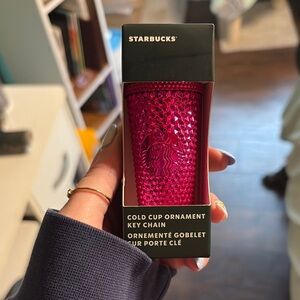 STARBUCKS
COLD CUP ORNAMENT
KEY CHAIN
ORNEMENTÉ GOBELET
SUR PORTE CLÉ